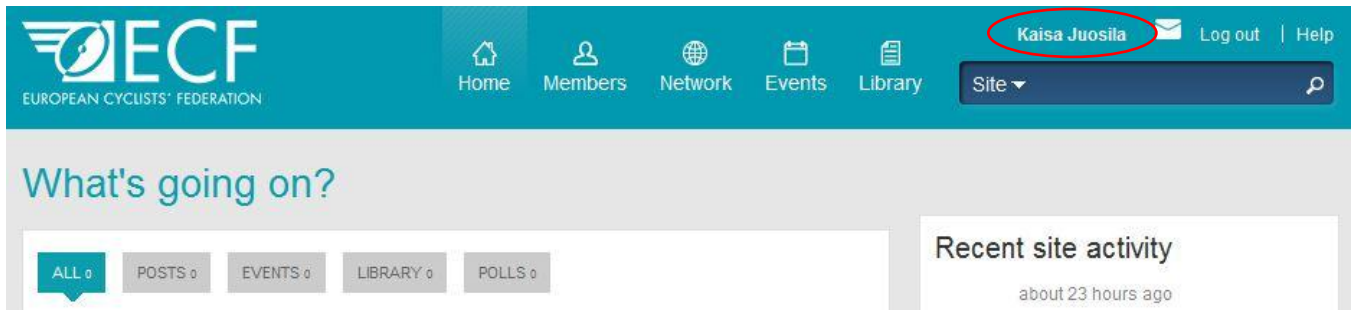 ECF
EUROPEAN CYCLISTS' FEDERATION
Home Members Network Events Library
Kaisa Juosila Log out | Help
Site
What's going on?
ALL 0 POSTS 0 EVENTS 0 LIBRARY 0 POLLS 0
Recent site activity
about 23 hours ago